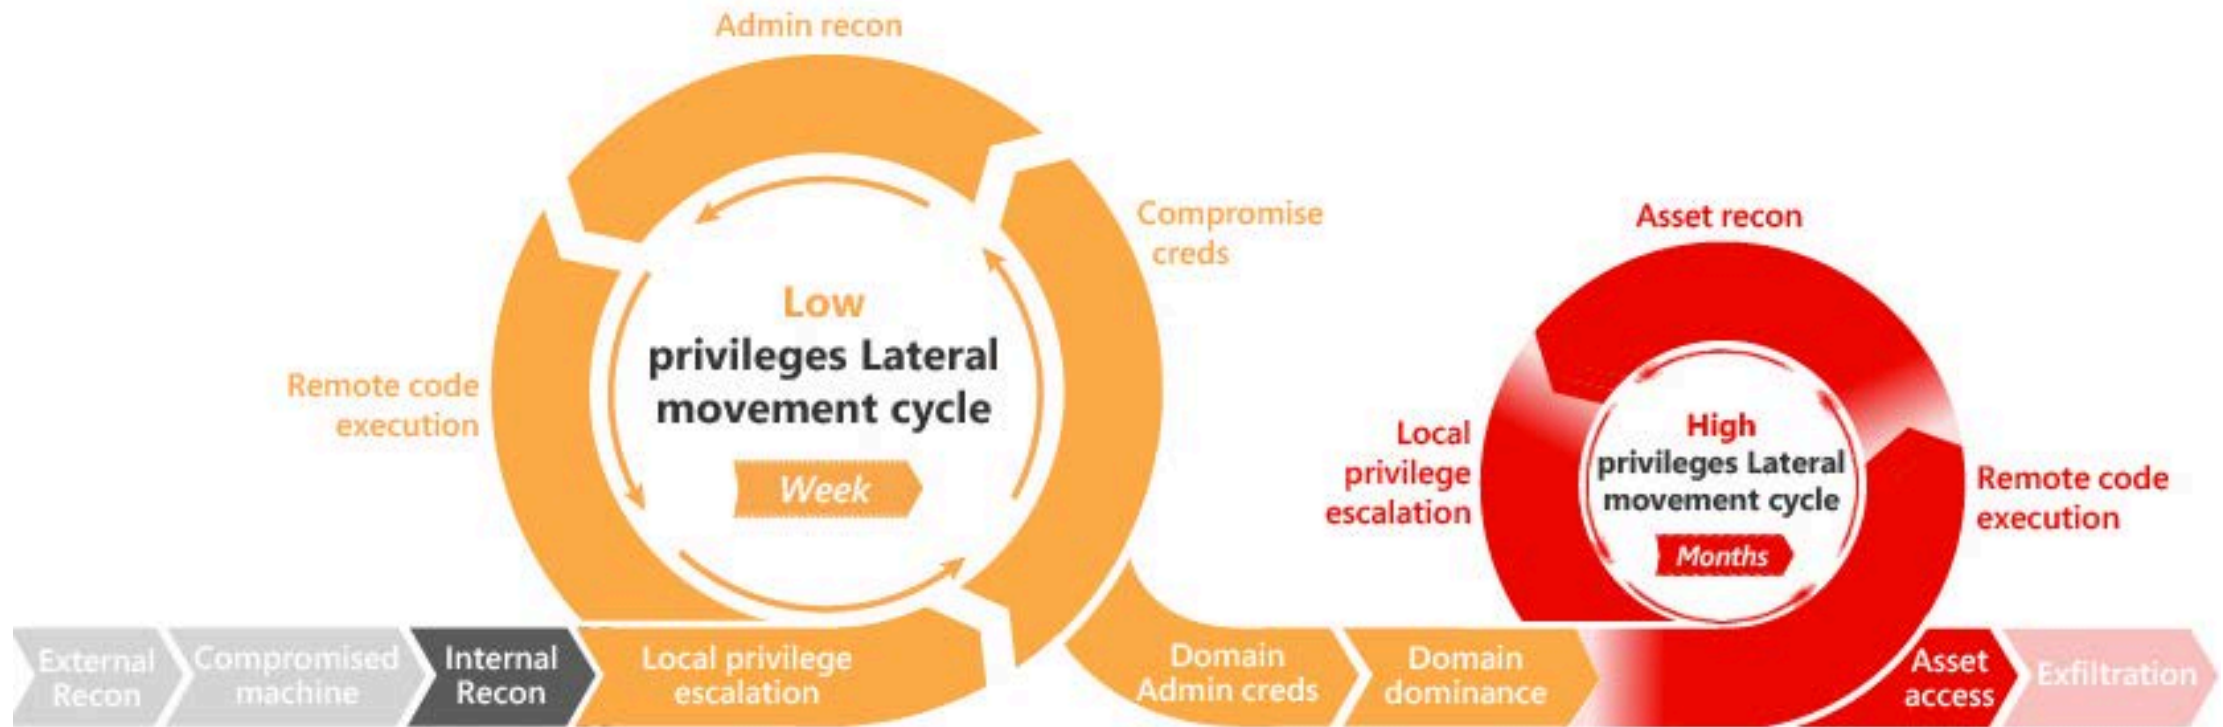 Admin recon
Compromise
creds
Remote code
execution
Low
privileges Lateral
movement cycle
Week
Asset recon
Local
privilege
escalation
High
privileges Lateral
movement cycle
Months
Remote code
execution
External
Recon
Compromised
machine
Internal
Recon
Local privilege
escalation
Domain
Admin creds
Domain
dominance
Asset
access
Exfiltration